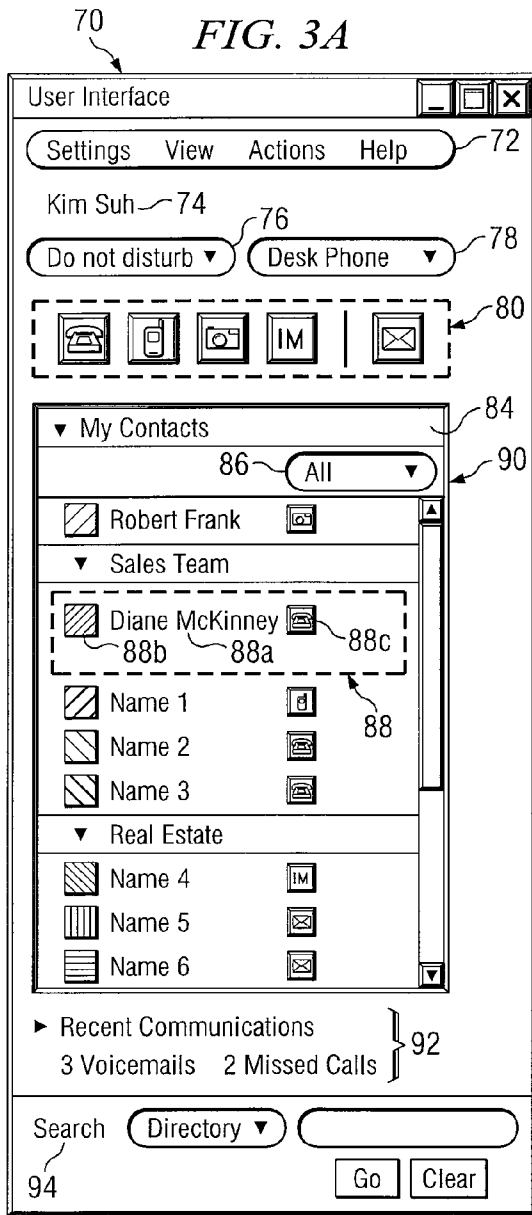 70
FIG. 3A
User Interface
Settings View Actions Help 72
Kim Suh 74
76
78
Do not disturb ▼ Desk Phone ▼
80
IM
84
▼ My Contacts
86 All ▼ 90
Robert Frank
▼ Sales Team
Diane McKinney
88b 88a 88c
Name 1 88
Name 2
Name 3
▼ Real Estate
Name 4 IM
Name 5
Name 6
► Recent Communications
3 Voicemails 2 Missed Calls 92
Search Directory ▼
94 Go Clear